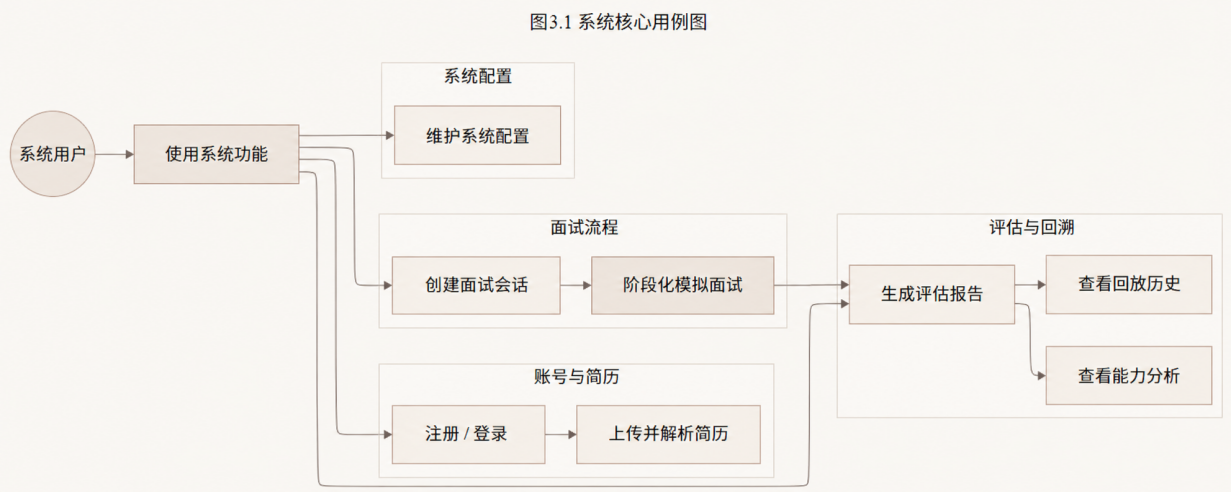 图3.1 系统核心用例图
系统用户
使用系统功能
系统配置
维护系统配置
面试流程
创建面试会话
阶段化模拟面试
账号与简历
注册 / 登录
上传并解析简历
评估与回溯
生成评估报告
查看回放历史
查看能力分析